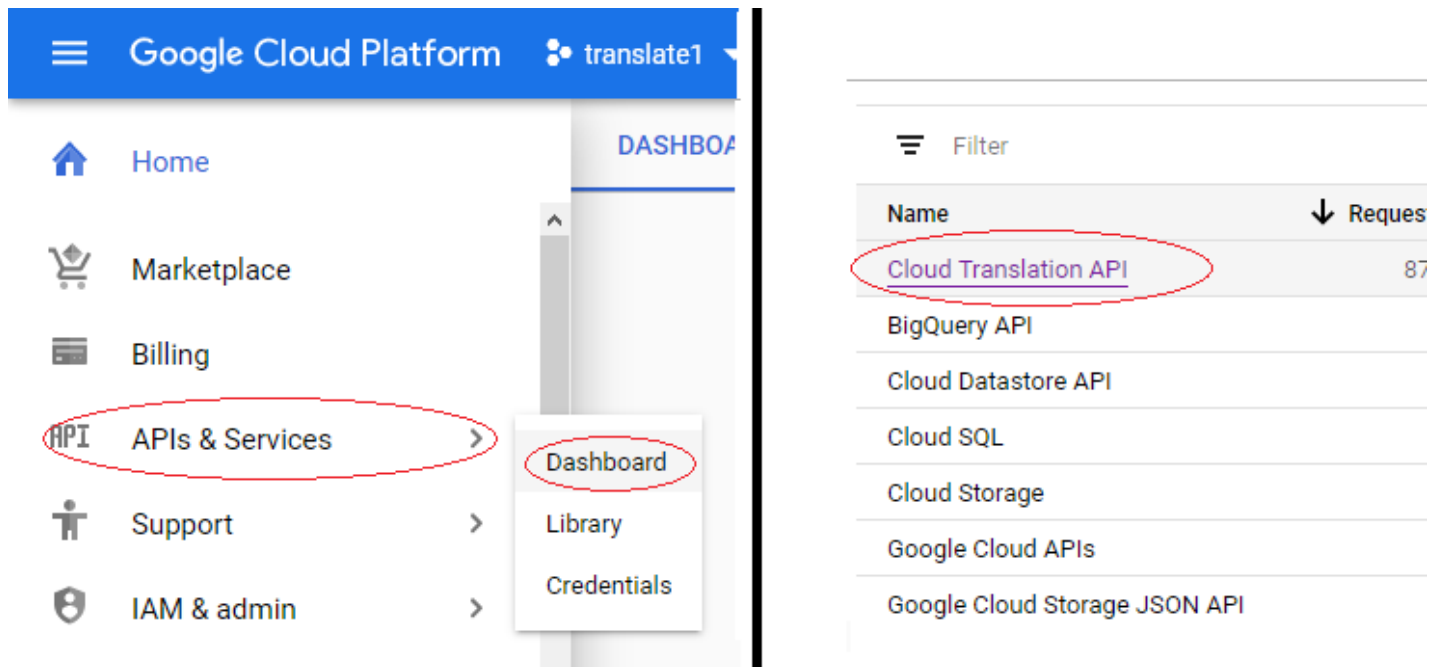 Google Cloud Platform translate1
DASHBOA
Home
Marketplace
Billing
API APIs & Services
Dashboard
Support
Library
Credentials
IAM & admin
Filter
Name Reques
Cloud Translation API 87
BigQuery API
Cloud Datastore API
Cloud SQL
Cloud Storage
Google Cloud APIs
Google Cloud Storage JSON API